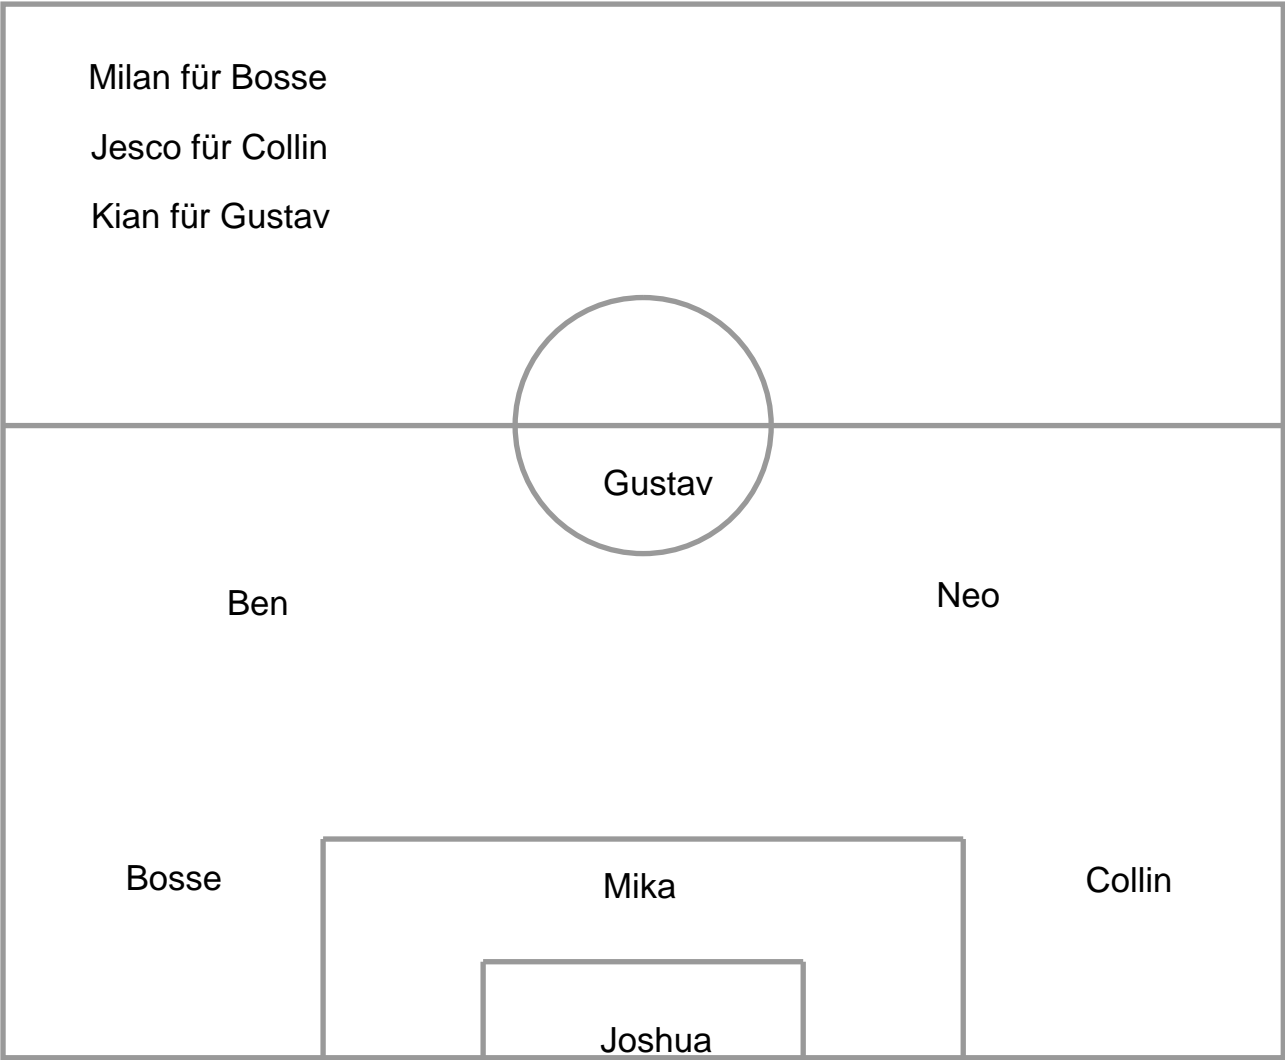 Milan für Bosse
Jesco für Collin
Kian für Gustav
Gustav
Ben
Neo
Bosse
Mika
Collin
Joshua